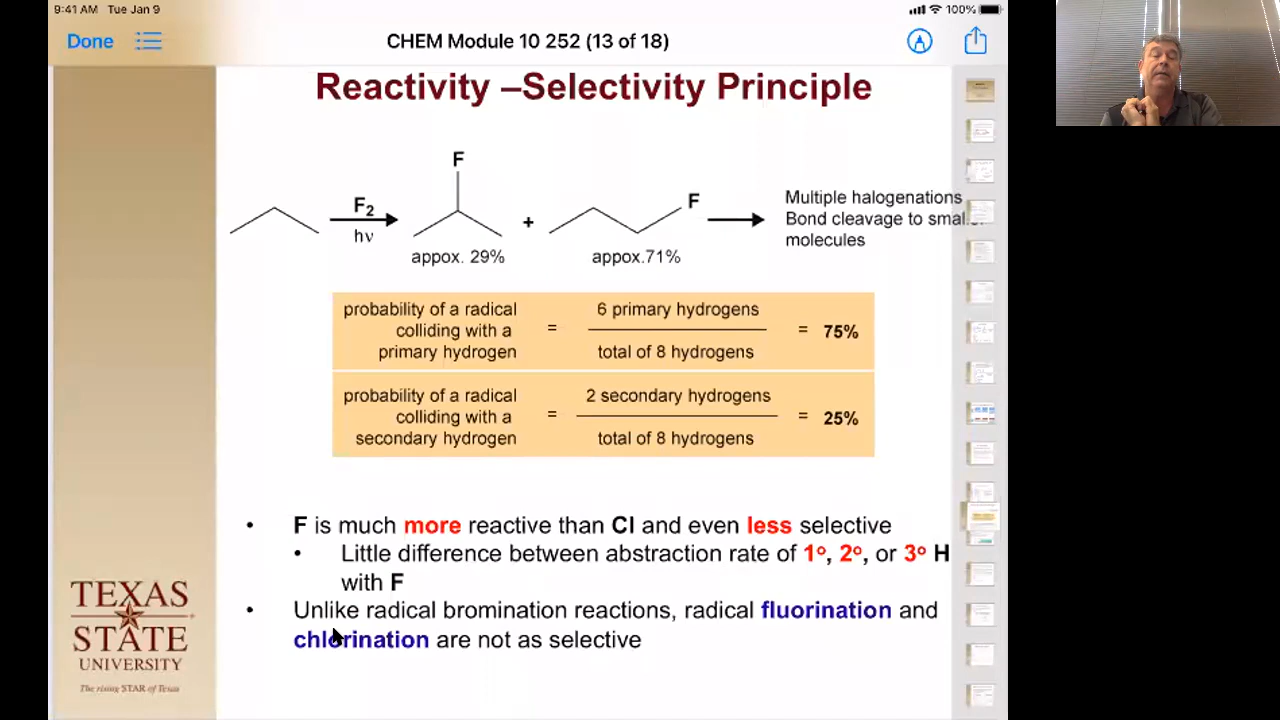 9:41 AM Tue Jan 9
100%
Done
CHEM Module 10 252 (13 of 18)
Reactivity –Selectivity Principle
F
F2
hν
+
F
appox. 29%
appox.71%
Multiple halogenations
Bond cleavage to smaller
molecules
probability of a radical
colliding with a
primary hydrogen
=
6 primary hydrogens
total of 8 hydrogens
= 75%
probability of a radical
colliding with a
secondary hydrogen
=
2 secondary hydrogens
total of 8 hydrogens
= 25%
• F is much more reactive than Cl and even less selective
• Little difference between abstraction rate of 1º, 2º, or 3º H
with F
• Unlike radical bromination reactions, radical fluorination and
chlorination are not as selective
TEXAS
STATE
UNIVERSITY
The rising STAR of Texas